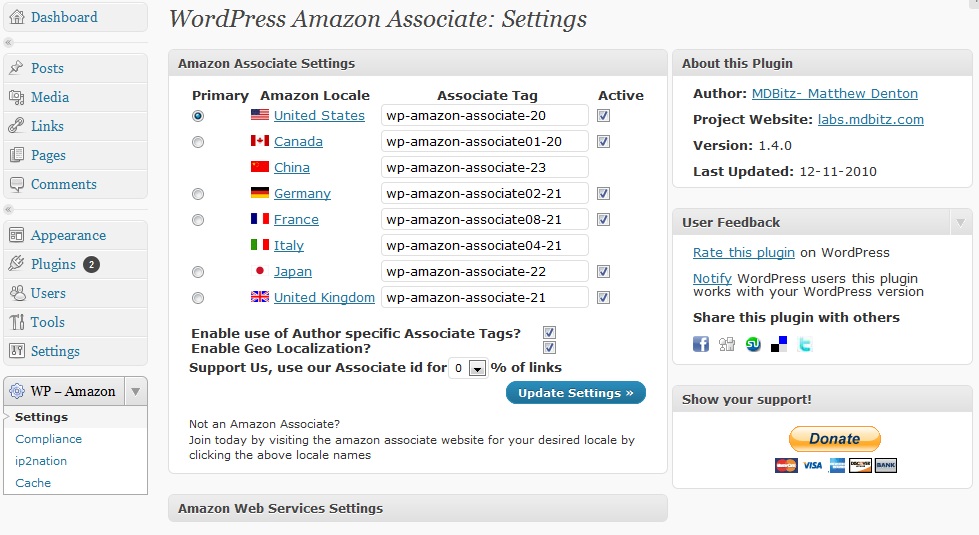 Dashboard
Posts
Media
Links
Pages
Comments
Appearance
Plugins 2
Users
Tools
Settings
WP – Amazon
Settings
Compliance
ip2nation
Cache
WordPress Amazon Associate: Settings
Amazon Associate Settings
Primary Amazon Locale Associate Tag Active
United States wp-amazon-associate-20
Canada wp-amazon-associate01-20
China wp-amazon-associate-23
Germany wp-amazon-associate02-21
France wp-amazon-associate08-21
Italy wp-amazon-associate04-21
Japan wp-amazon-associate-22
United Kingdom wp-amazon-associate-21
Enable use of Author specific Associate Tags?
Enable Geo Localization?
Support Us, use our Associate id for 0 % of links
Update Settings »
Not an Amazon Associate?
Join today by visiting the amazon associate website for your desired locale by
clicking the above locale names
Amazon Web Services Settings
About this Plugin
Author: MDBitz- Matthew Denton
Project Website: labs.mdbitz.com
Version: 1.4.0
Last Updated: 12-11-2010
User Feedback
Rate this plugin on WordPress
Notify WordPress users this plugin
works with your WordPress version
Share this plugin with others
Show your support!
Donate
MasterCard VISA DISCOVER BANK